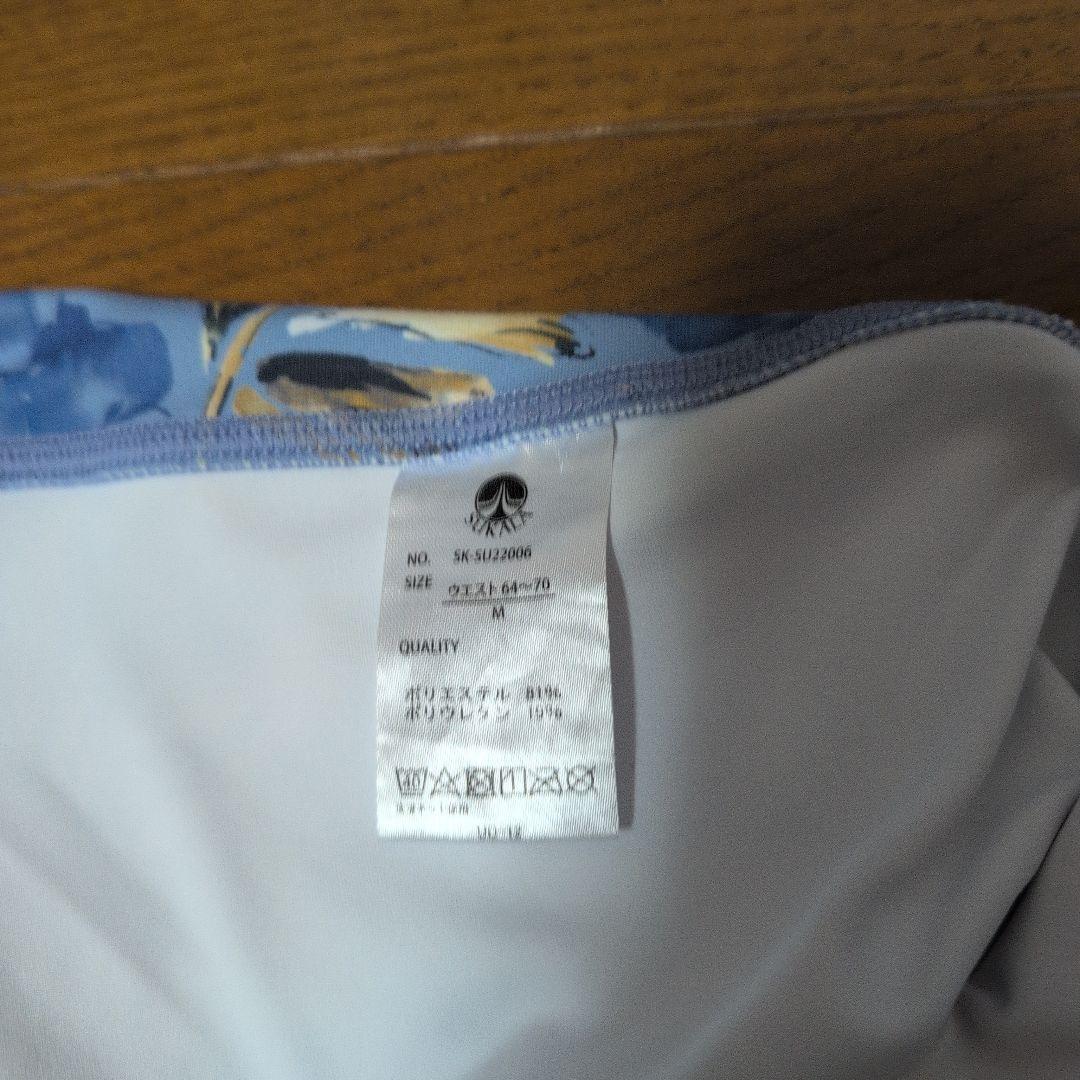 SUKALA
NO. SK-SU22006
SIZE ウエスト64〜70
M
QUALITY
ポリエステル 81%
ポリウレタン 19%
40